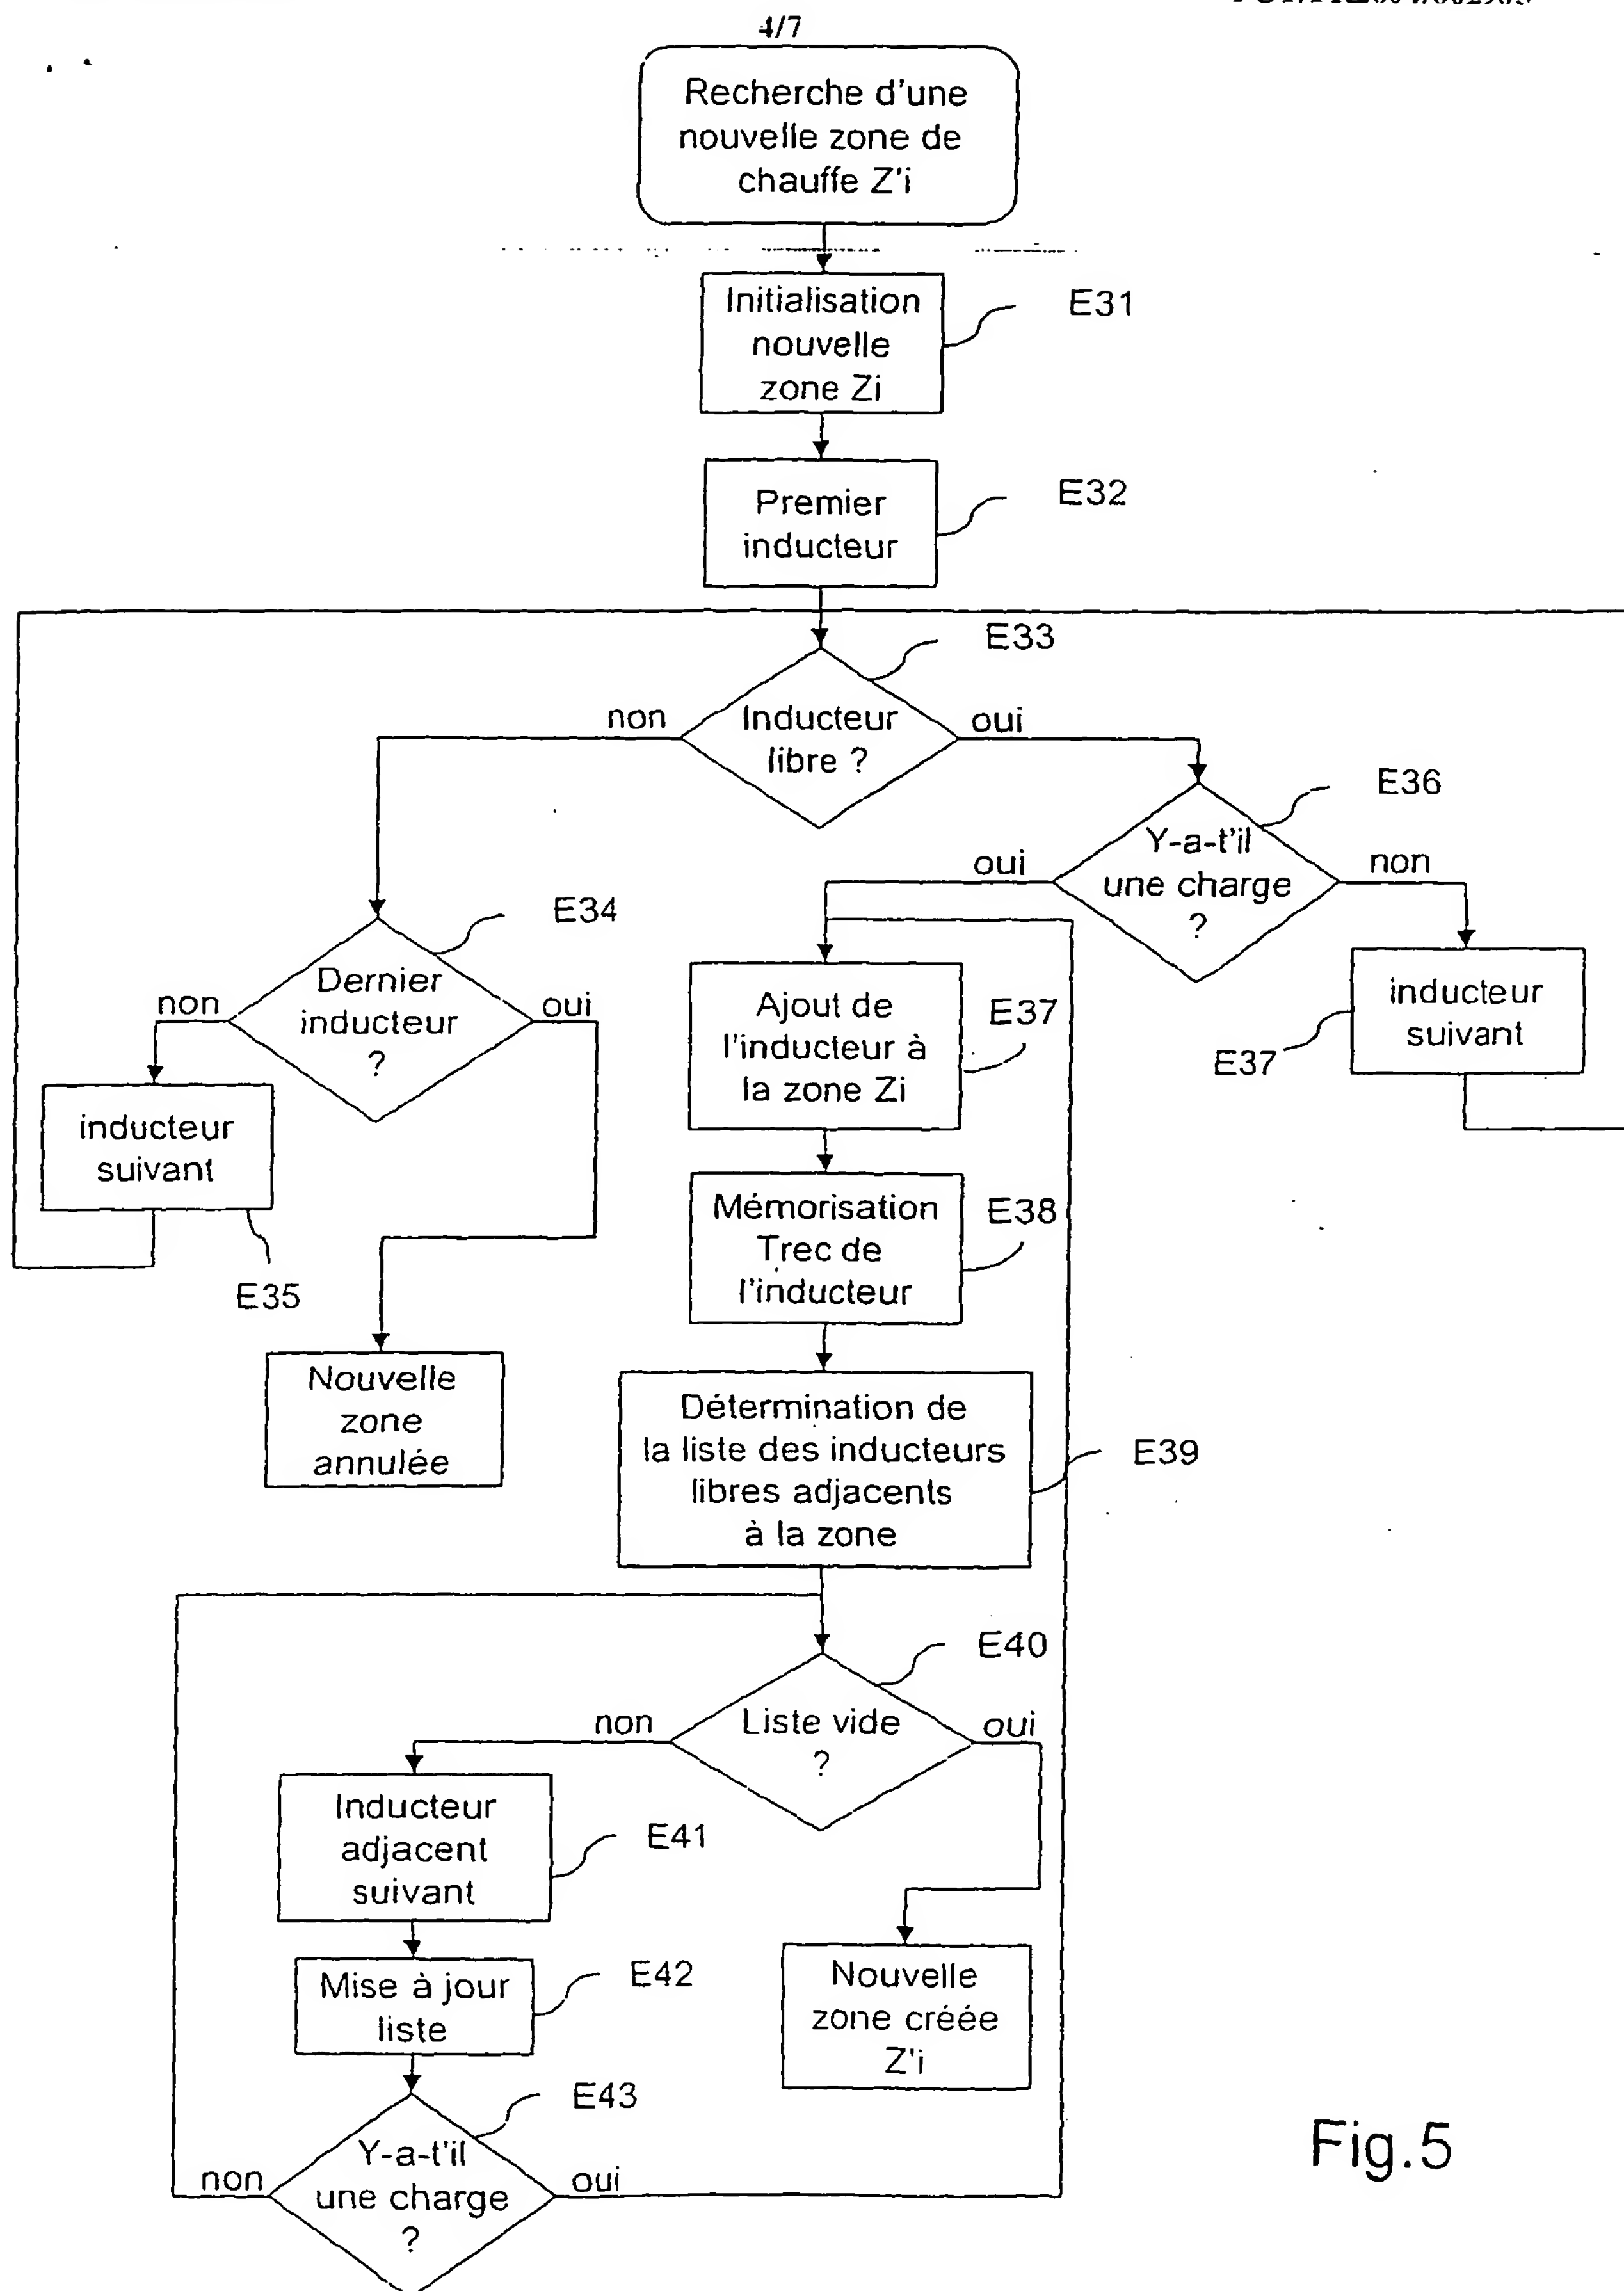 4/7
Recherche d'une
nouvelle zone de
chauffe Z'i
Initialisation
nouvelle
zone Zi
E31
Premier
inducteur
E32
E33
non
Inducteur
libre ?
oui
E36
Y-a-t'il
une charge
?
oui
non
E34
Dernier
inducteur
?
non
oui
Ajout de
l'inducteur à
la zone Zi
E37
inducteur
suivant
E37
inducteur
suivant
E35
Mémorisation
Trec de
l'inducteur
E38
Nouvelle
zone
annulée
Détermination de
la liste des inducteurs
libres adjacents
à la zone
E39
E40
non
Liste vide
?
oui
Inducteur
adjacent
suivant
E41
Mise à jour
liste
E42
Nouvelle
zone créée
Z'i
E43
Y-a-t'il
une charge
?
non
oui
Fig.5